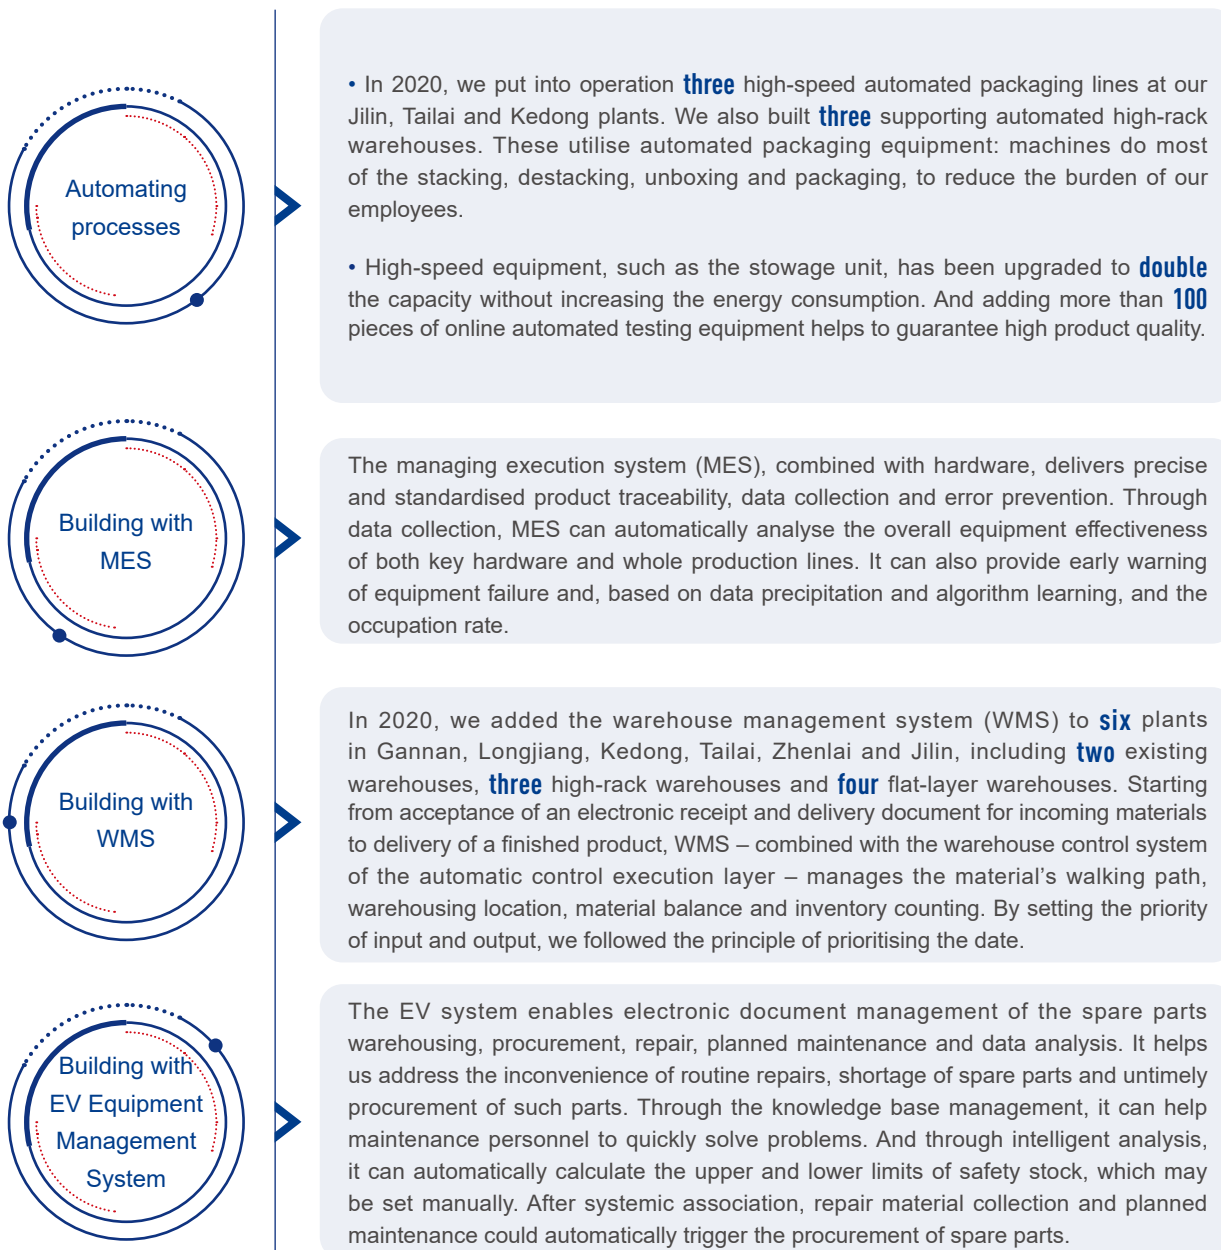 Automating
processes
• In 2020, we put into operation three high-speed automated packaging lines at our
Jilin, Tailai and Kedong plants. We also built three supporting automated high-rack
warehouses. These utilise automated packaging equipment: machines do most
of the stacking, destacking, unboxing and packaging, to reduce the burden of our
employees.
• High-speed equipment, such as the stowage unit, has been upgraded to double
the capacity without increasing the energy consumption. And adding more than 100
pieces of online automated testing equipment helps to guarantee high product quality.
Building with
MES
The managing execution system (MES), combined with hardware, delivers precise
and standardised product traceability, data collection and error prevention. Through
data collection, MES can automatically analyse the overall equipment effectiveness
of both key hardware and whole production lines. It can also provide early warning
of equipment failure and, based on data precipitation and algorithm learning, and the
occupation rate.
Building with
WMS
In 2020, we added the warehouse management system (WMS) to six plants
in Gannan, Longjiang, Kedong, Tailai, Zhenlai and Jilin, including two existing
warehouses, three high-rack warehouses and four flat-layer warehouses. Starting
from acceptance of an electronic receipt and delivery document for incoming materials
to delivery of a finished product, WMS – combined with the warehouse control system
of the automatic control execution layer – manages the material's walking path,
warehousing location, material balance and inventory counting. By setting the priority
of input and output, we followed the principle of prioritising the date.
Building with
EV Equipment
Management
System
The EV system enables electronic document management of the spare parts
warehousing, procurement, repair, planned maintenance and data analysis. It helps
us address the inconvenience of routine repairs, shortage of spare parts and untimely
procurement of such parts. Through the knowledge base management, it can help
maintenance personnel to quickly solve problems. And through intelligent analysis,
it can automatically calculate the upper and lower limits of safety stock, which may
be set manually. After systemic association, repair material collection and planned
maintenance could automatically trigger the procurement of spare parts.